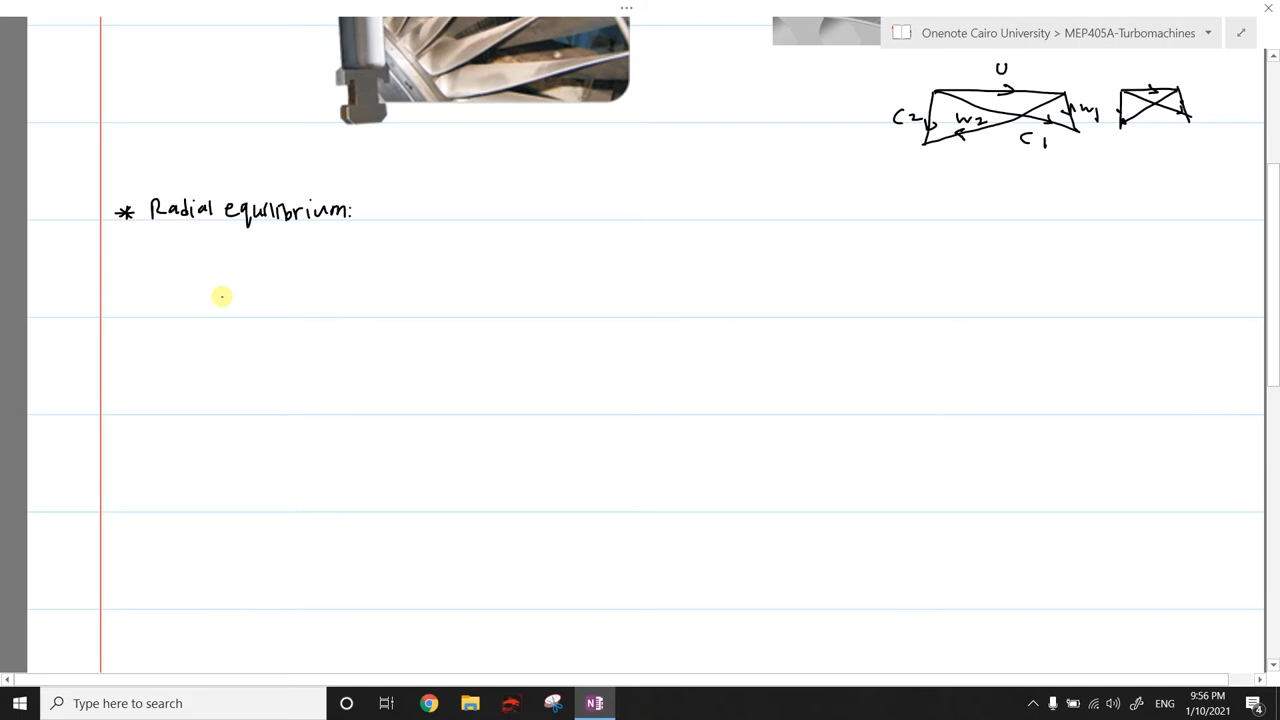 Onenote Cairo University > MEP405A-Turbomachines
U
C2
W2
W1
C1
* Radial equilibrium:
Type here to search
ENG
9:56 PM
1/10/2021
4